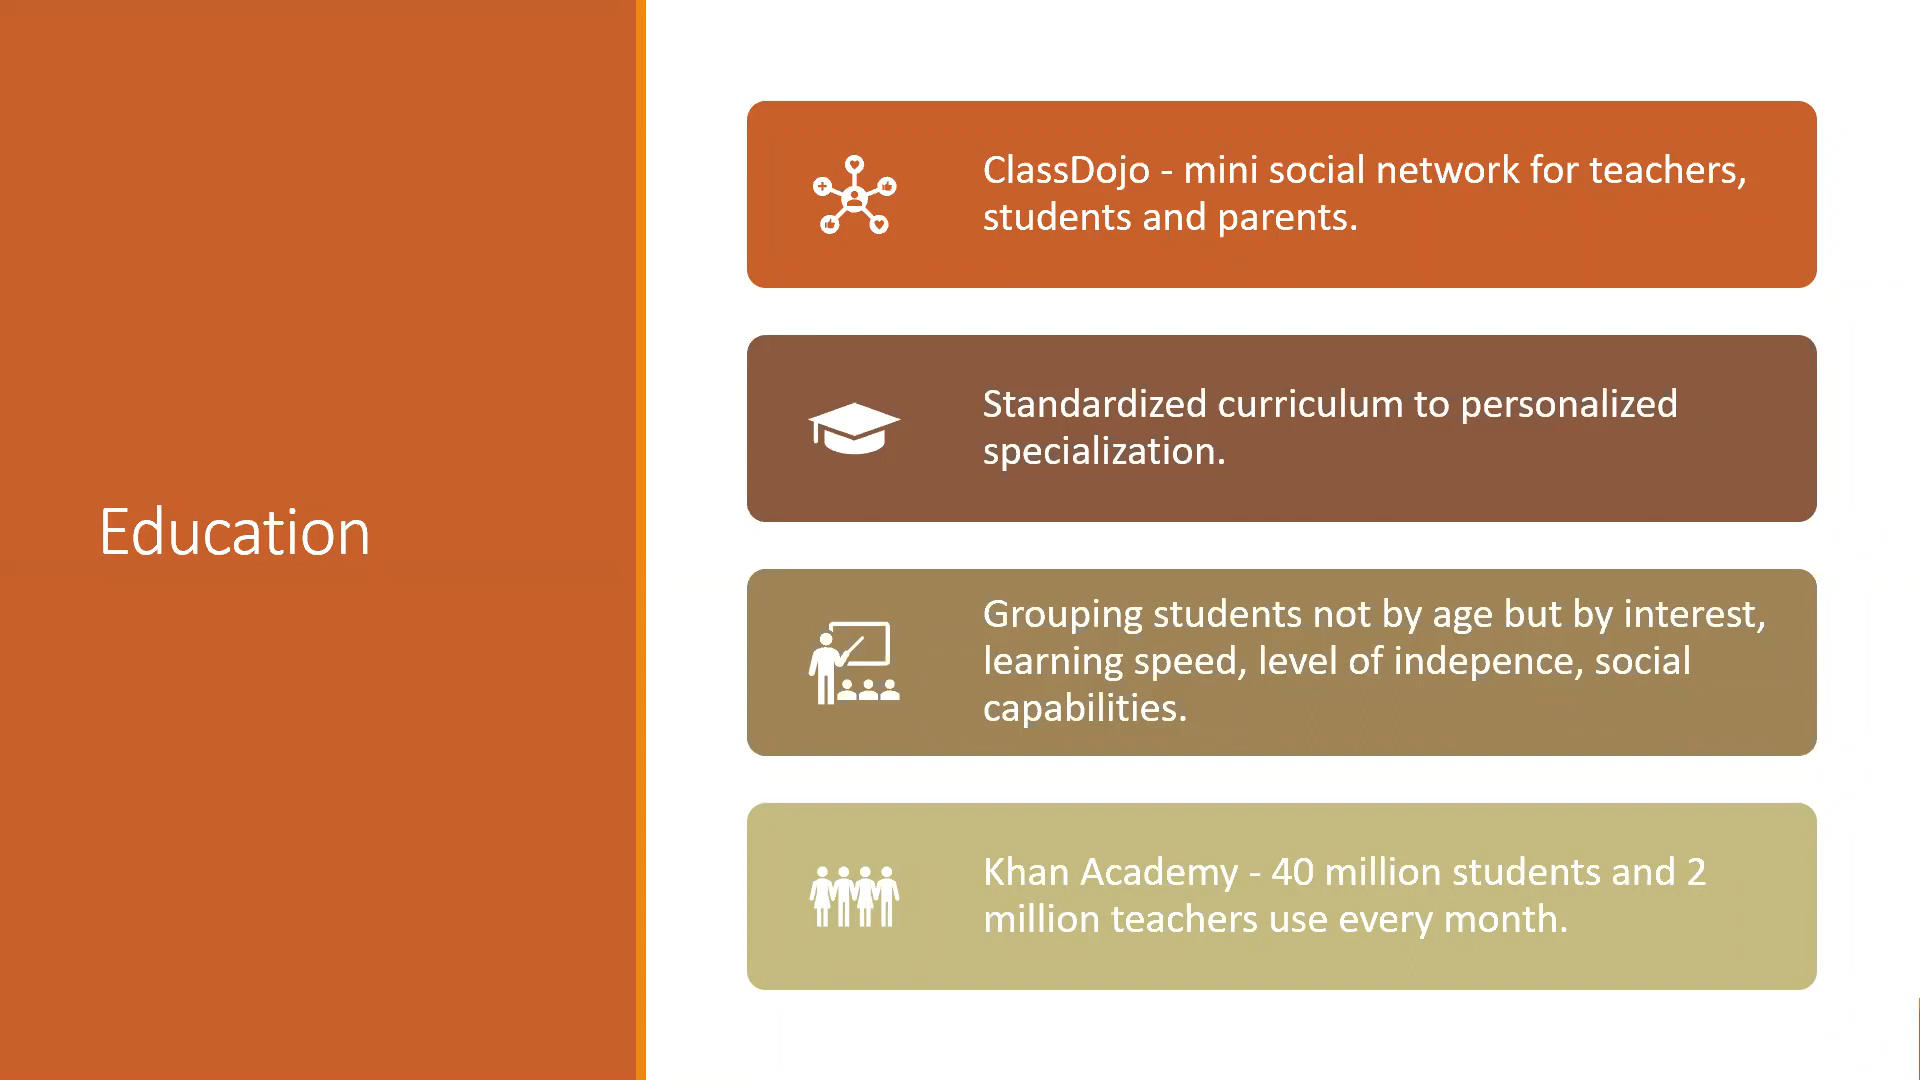 Education
ClassDojo - mini social network for teachers,
students and parents.
Standardized curriculum to personalized
specialization.
Grouping students not by age but by interest,
learning speed, level of indepence, social
capabilities.
Khan Academy - 40 million students and 2
million teachers use every month.